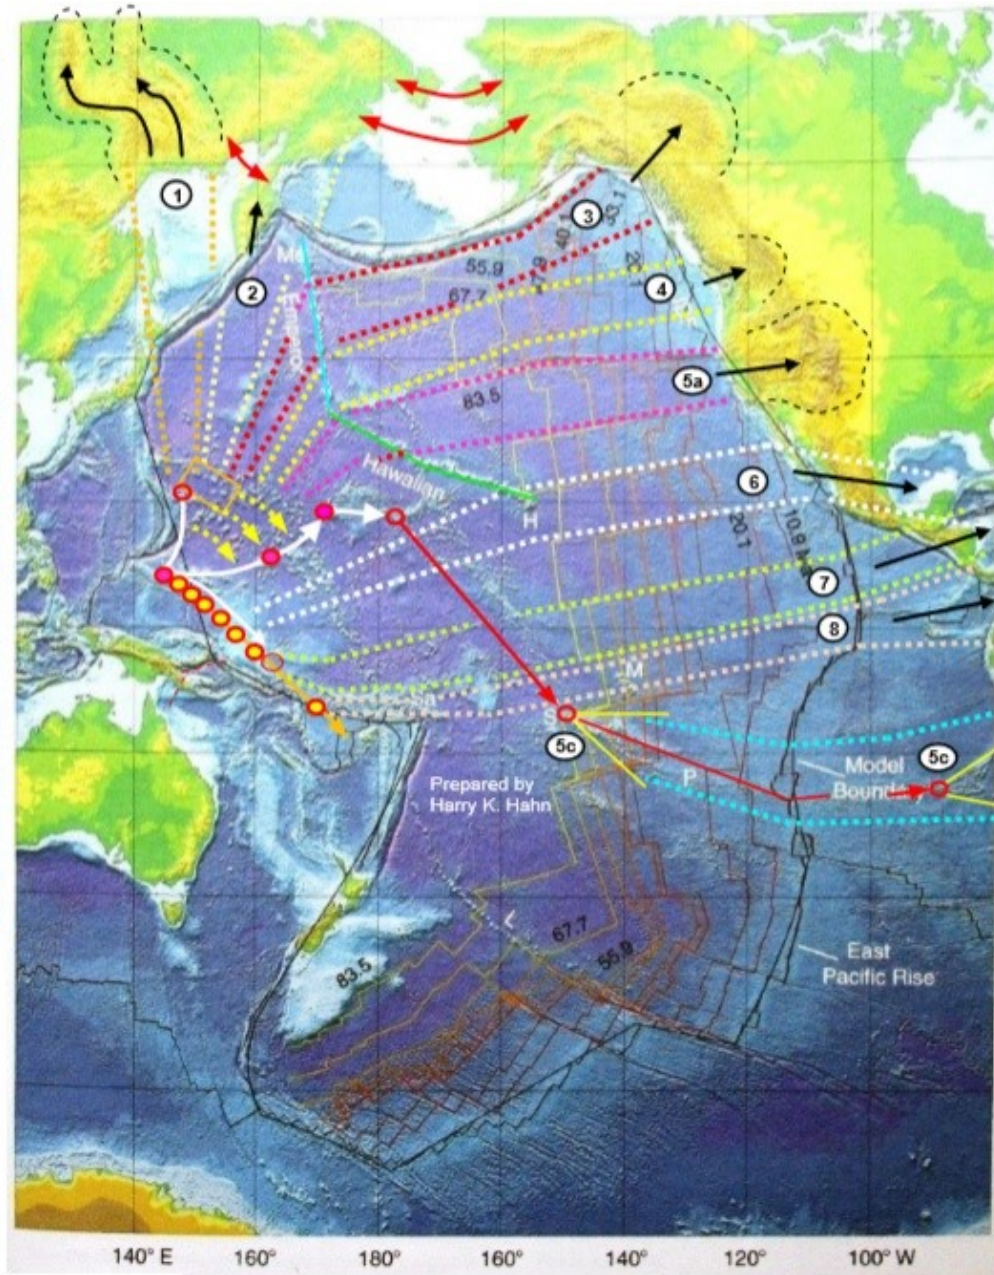 1
2
3
40.1
53.1
55.9
67.7
4
Emperor
5a
83.5
Hawaiian
H
6
20.1
10.9
7
8
M
S
5c
5c
P
Model
Boundary
Prepared by
Harry K. Hahn
L
67.7
55.9
83.5
East
Pacific Rise
140° E
160°
180°
160°
140°
120°
100° W